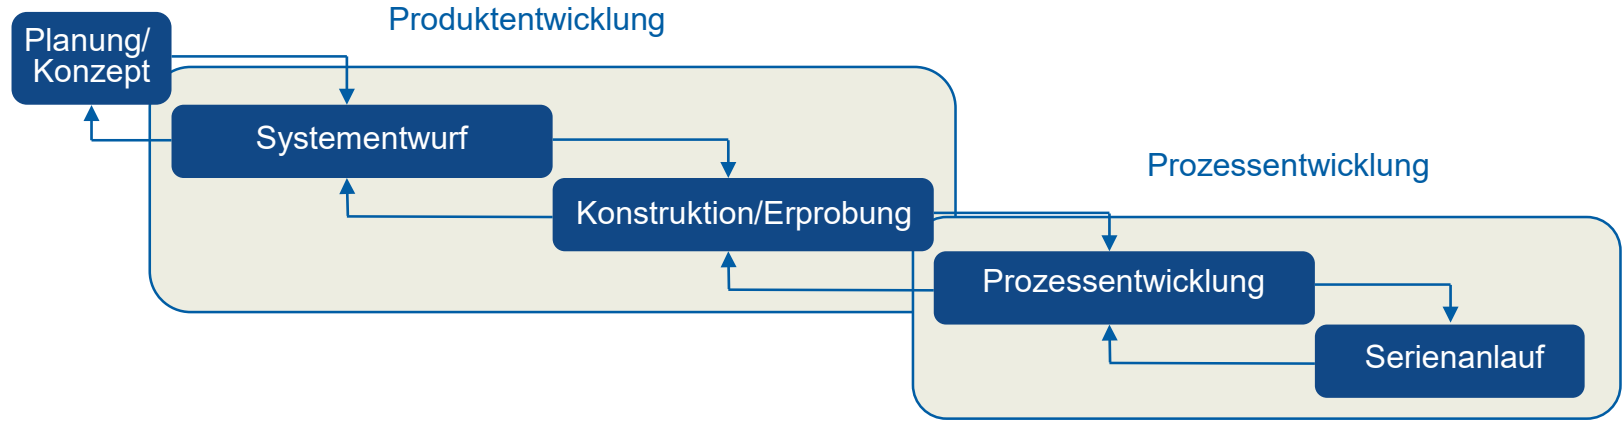 Produktentwicklung
Planung/
Konzept
Systementwurf
Prozessentwicklung
Konstruktion/Erprobung
Prozessentwicklung
Serienanlauf